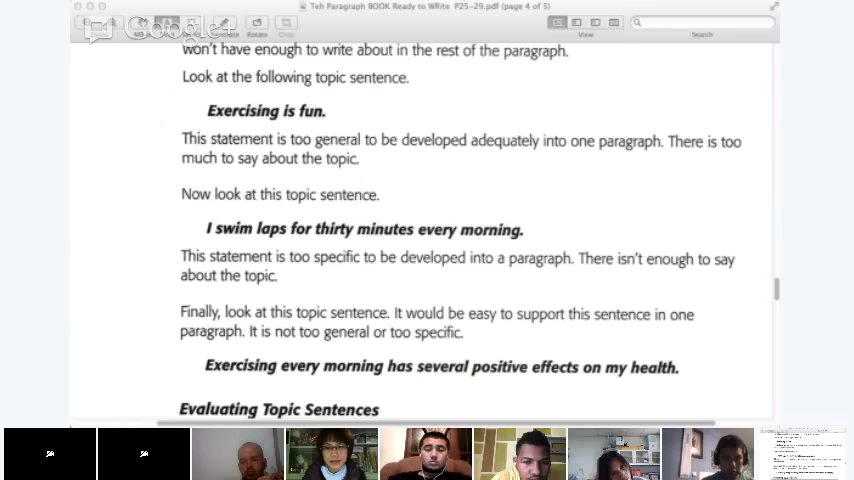 Teh Paragraph BOOK Ready to WRite P25-29.pdf (page 4 of 5)
Google+
Rotate
View
Search
won't have enough to write about in the rest of the paragraph.
Look at the following topic sentence.
Exercising is fun.
This statement is too general to be developed adequately into one paragraph. There is too
much to say about the topic.
Now look at this topic sentence.
I swim laps for thirty minutes every morning.
This statement is too specific to be developed into a paragraph. There isn't enough to say
about the topic.
Finally, look at this topic sentence. It would be easy to support this sentence in one
paragraph. It is not too general or too specific.
Exercising every morning has several positive effects on my health.
Evaluating Topic Sentences